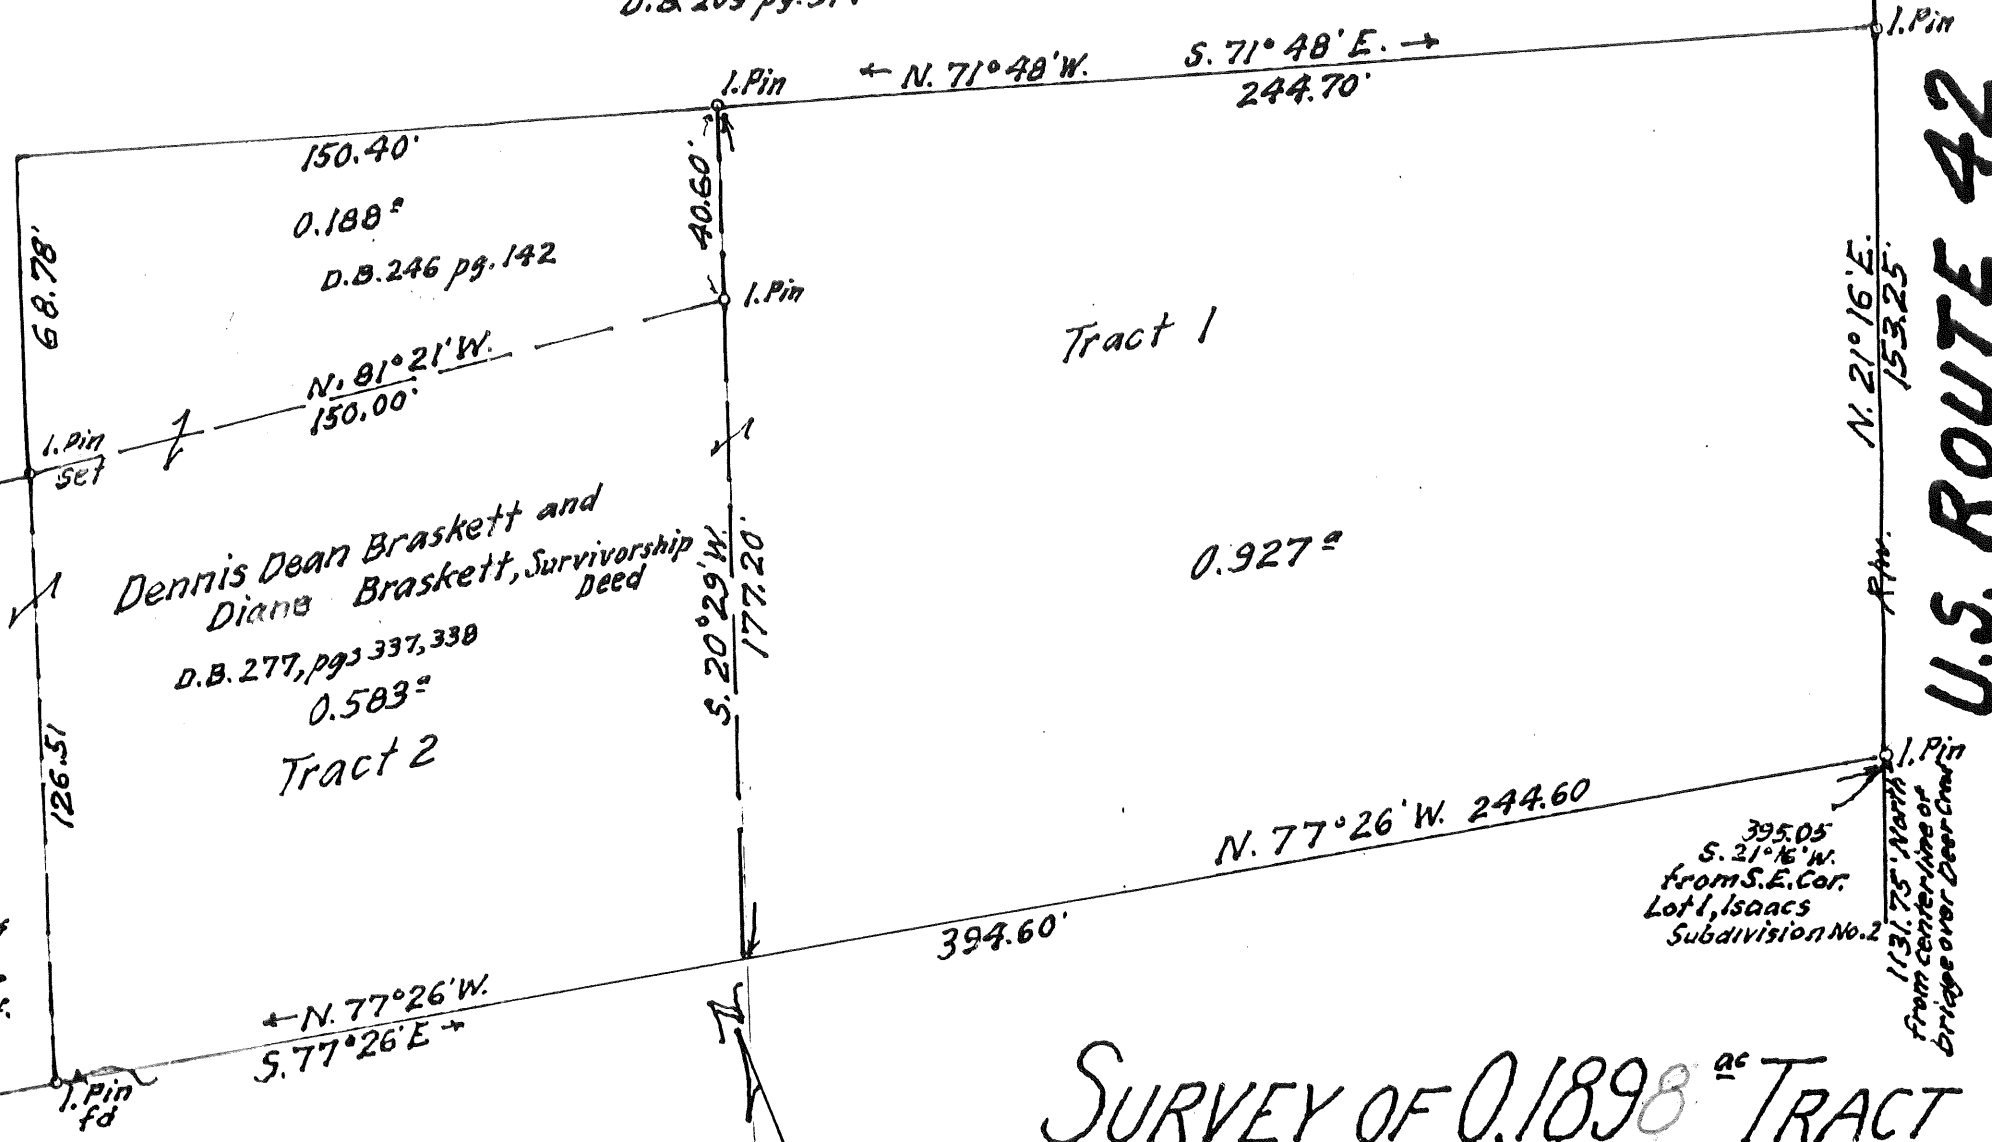 I. Pin
← N. 71° 48' W.
S. 71° 48' E. →
244.70'
I. Pin
150.40'
0.188 a
D.B. 246 pg. 142
40.60'
I. Pin
68.78'
N. 81° 21' W.
150.00'
I. Pin
set
Tract 1
0.927 a
N. 21° 16' E.
153.25'
R/w.
U.S. ROUTE 42
Dennis Dean Braskett and
Diane Braskett, Survivorship
Deed
D.B. 277, pgs 337, 338
0.583 a
Tract 2
S. 20° 29' W.
177.20'
126.51
N. 77° 26' W. 244.60
394.60'
I. Pin
395.05
S. 21° 16' W.
from S.E. Cor.
Lot 1, Isaacs
Subdivision No. 2
1131.75' North
from centerline of
bridge over Deer
← N. 77° 26' W.
S. 77° 26' E →
I. Pin
fd
SURVEY OF 0.1898 ac TRACT